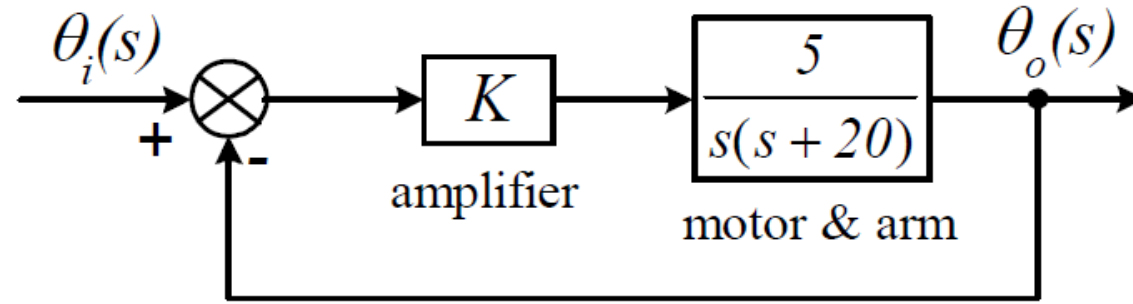 θi(s)
+
-
K
amplifier
5
s(s + 20)
motor & arm
θo(s)